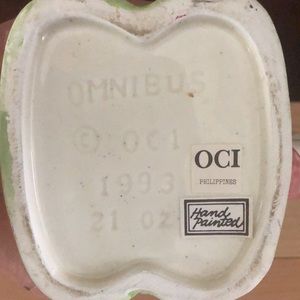 OMNIBUS
© OCI
1993
21 OZ
OCI
PHILIPPINES
Hand
Painted